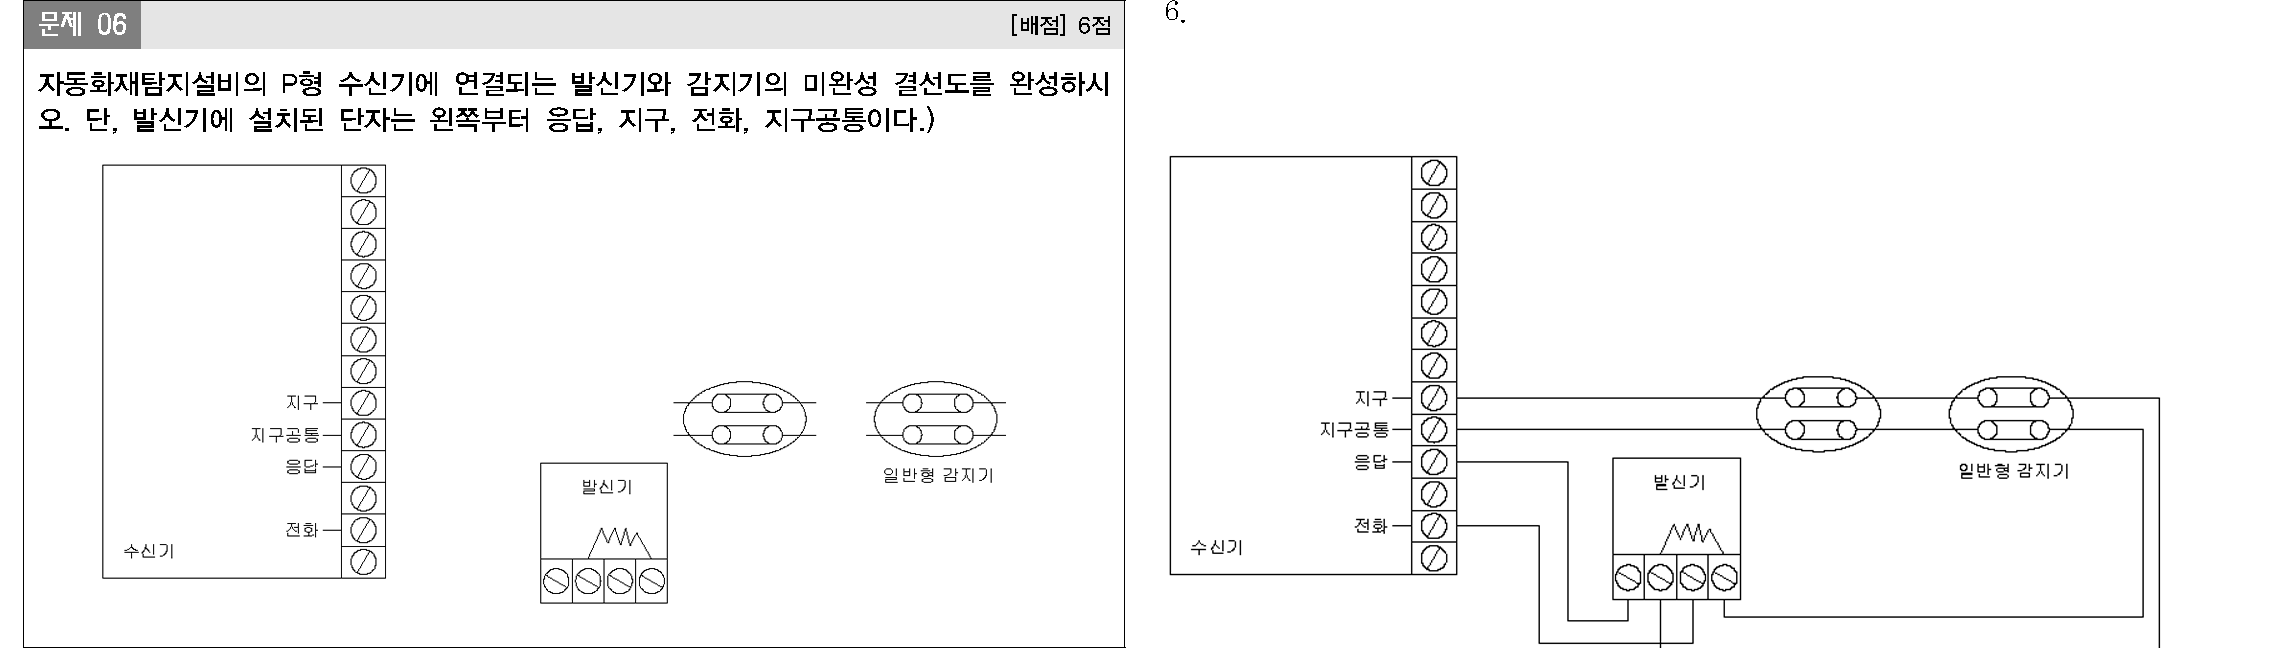 문제 06
[배점] 6점
자동화재탐지설비의 P형 수신기에 연결되는 발신기와 감지기의 미완성 결선도를 완성하시
오. 단, 발신기에 설치된 단자는 왼쪽부터 응답, 지구, 전화, 지구공통이다.)
지구
지구공통
응답
전화
수신기
발신기
일반형 감지기
6.
지구
지구공통
응답
전화
수신기
발신기
일반형 감지기